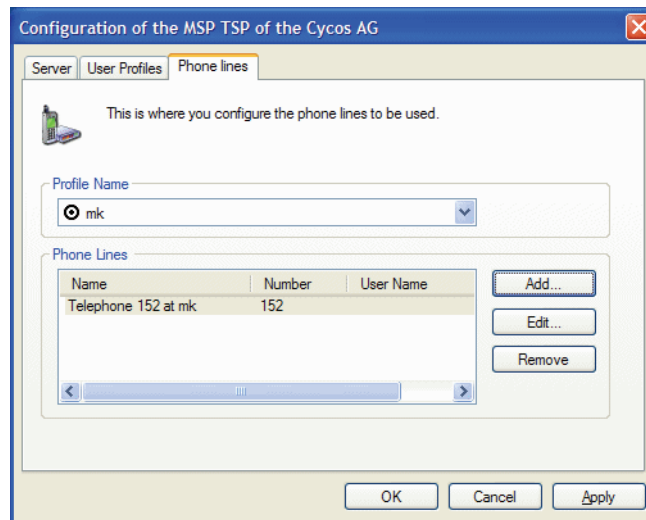 Configuration of the MSP TSP of the Cycos AG
Server User Profiles Phone lines
This is where you configure the phone lines to be used.
Profile Name
mk
Phone Lines
Name Number User Name
Telephone 152 at mk 152
Add...
Edit...
Remove
OK Cancel Apply